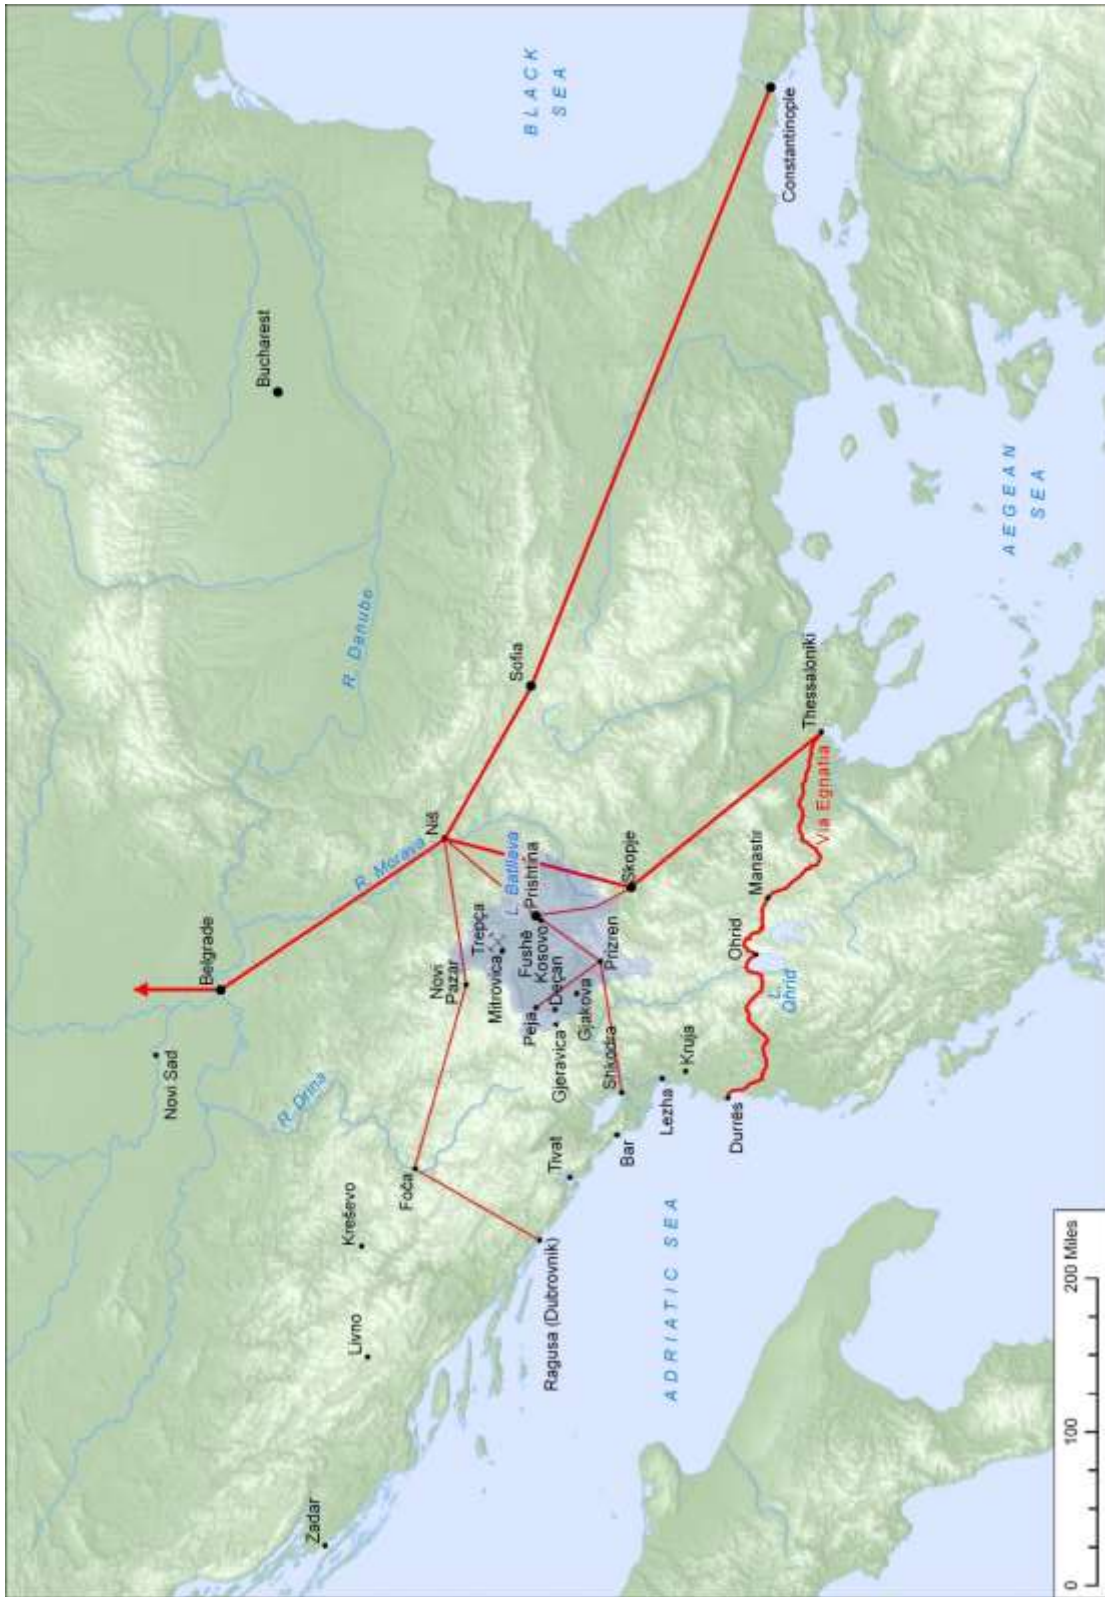 BLACK
SEA
Bucharest
Constantinople
R. Danube
AEGEAN
SEA
Sofia
Thessaloniki
Niš
R. Morava
Via Egnatia
L. Batllava
Prishtina
Skopje
Manastir
Trepça
Fushë
Kosovo
Mitrovica
Belgrade
Novi
Pazar
Deçan
Prizren
Ohrid
L.
Ohrid
Peja
Gjakova
Gjeravica
Novi Sad
R. Drina
Shkodra
Kruja
Lezha
Durrës
Bar
Tivat
Foča
Kreševo
Ragusa (Dubrovnik)
ADRIATIC SEA
Livno
Zadar
0 100 200 Miles